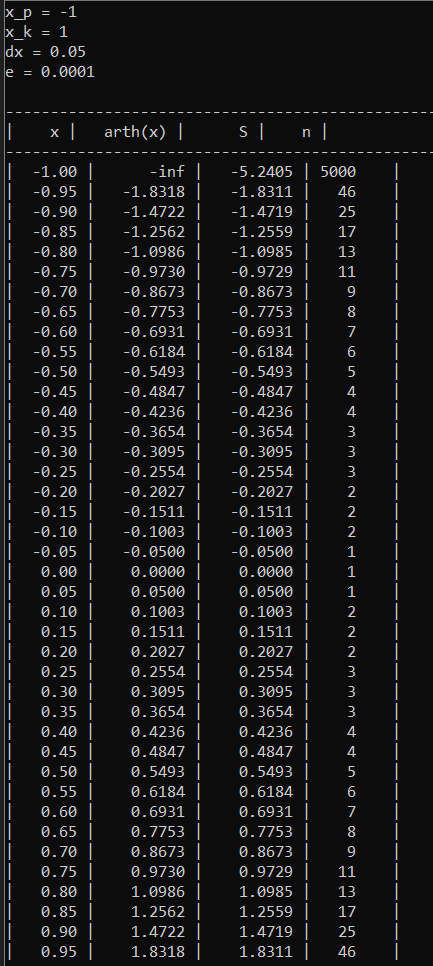 x_p = -1
x_k = 1
dx = 0.05
e = 0.0001
-----------------------------------------------
|    x |   arth(x) |      S |    n |
-----------------------------------------------
|  -1.00 |      -inf |   -5.2405 | 5000    |
|  -0.95 |   -1.8318 |   -1.8311 |   46    |
|  -0.90 |   -1.4722 |   -1.4719 |   25    |
|  -0.85 |   -1.2562 |   -1.2559 |   17    |
|  -0.80 |   -1.0986 |   -1.0985 |   13    |
|  -0.75 |   -0.9730 |   -0.9729 |   11    |
|  -0.70 |   -0.8673 |   -0.8673 |    9    |
|  -0.65 |   -0.7753 |   -0.7753 |    8    |
|  -0.60 |   -0.6931 |   -0.6931 |    7    |
|  -0.55 |   -0.6184 |   -0.6184 |    6    |
|  -0.50 |   -0.5493 |   -0.5493 |    5    |
|  -0.45 |   -0.4847 |   -0.4847 |    4    |
|  -0.40 |   -0.4236 |   -0.4236 |    4    |
|  -0.35 |   -0.3654 |   -0.3654 |    3    |
|  -0.30 |   -0.3095 |   -0.3095 |    3    |
|  -0.25 |   -0.2554 |   -0.2554 |    3    |
|  -0.20 |   -0.2027 |   -0.2027 |    2    |
|  -0.15 |   -0.1511 |   -0.1511 |    2    |
|  -0.10 |   -0.1003 |   -0.1003 |    2    |
|  -0.05 |   -0.0500 |   -0.0500 |    1    |
|   0.00 |    0.0000 |    0.0000 |    1    |
|   0.05 |    0.0500 |    0.0500 |    1    |
|   0.10 |    0.1003 |    0.1003 |    2    |
|   0.15 |    0.1511 |    0.1511 |    2    |
|   0.20 |    0.2027 |    0.2027 |    2    |
|   0.25 |    0.2554 |    0.2554 |    3    |
|   0.30 |    0.3095 |    0.3095 |    3    |
|   0.35 |    0.3654 |    0.3654 |    3    |
|   0.40 |    0.4236 |    0.4236 |    4    |
|   0.45 |    0.4847 |    0.4847 |    4    |
|   0.50 |    0.5493 |    0.5493 |    5    |
|   0.55 |    0.6184 |    0.6184 |    6    |
|   0.60 |    0.6931 |    0.6931 |    7    |
|   0.65 |    0.7753 |    0.7753 |    8    |
|   0.70 |    0.8673 |    0.8673 |    9    |
|   0.75 |    0.9730 |    0.9729 |   11    |
|   0.80 |    1.0986 |    1.0985 |   13    |
|   0.85 |    1.2562 |    1.2559 |   17    |
|   0.90 |    1.4722 |    1.4719 |   25    |
|   0.95 |    1.8318 |    1.8311 |   46    |